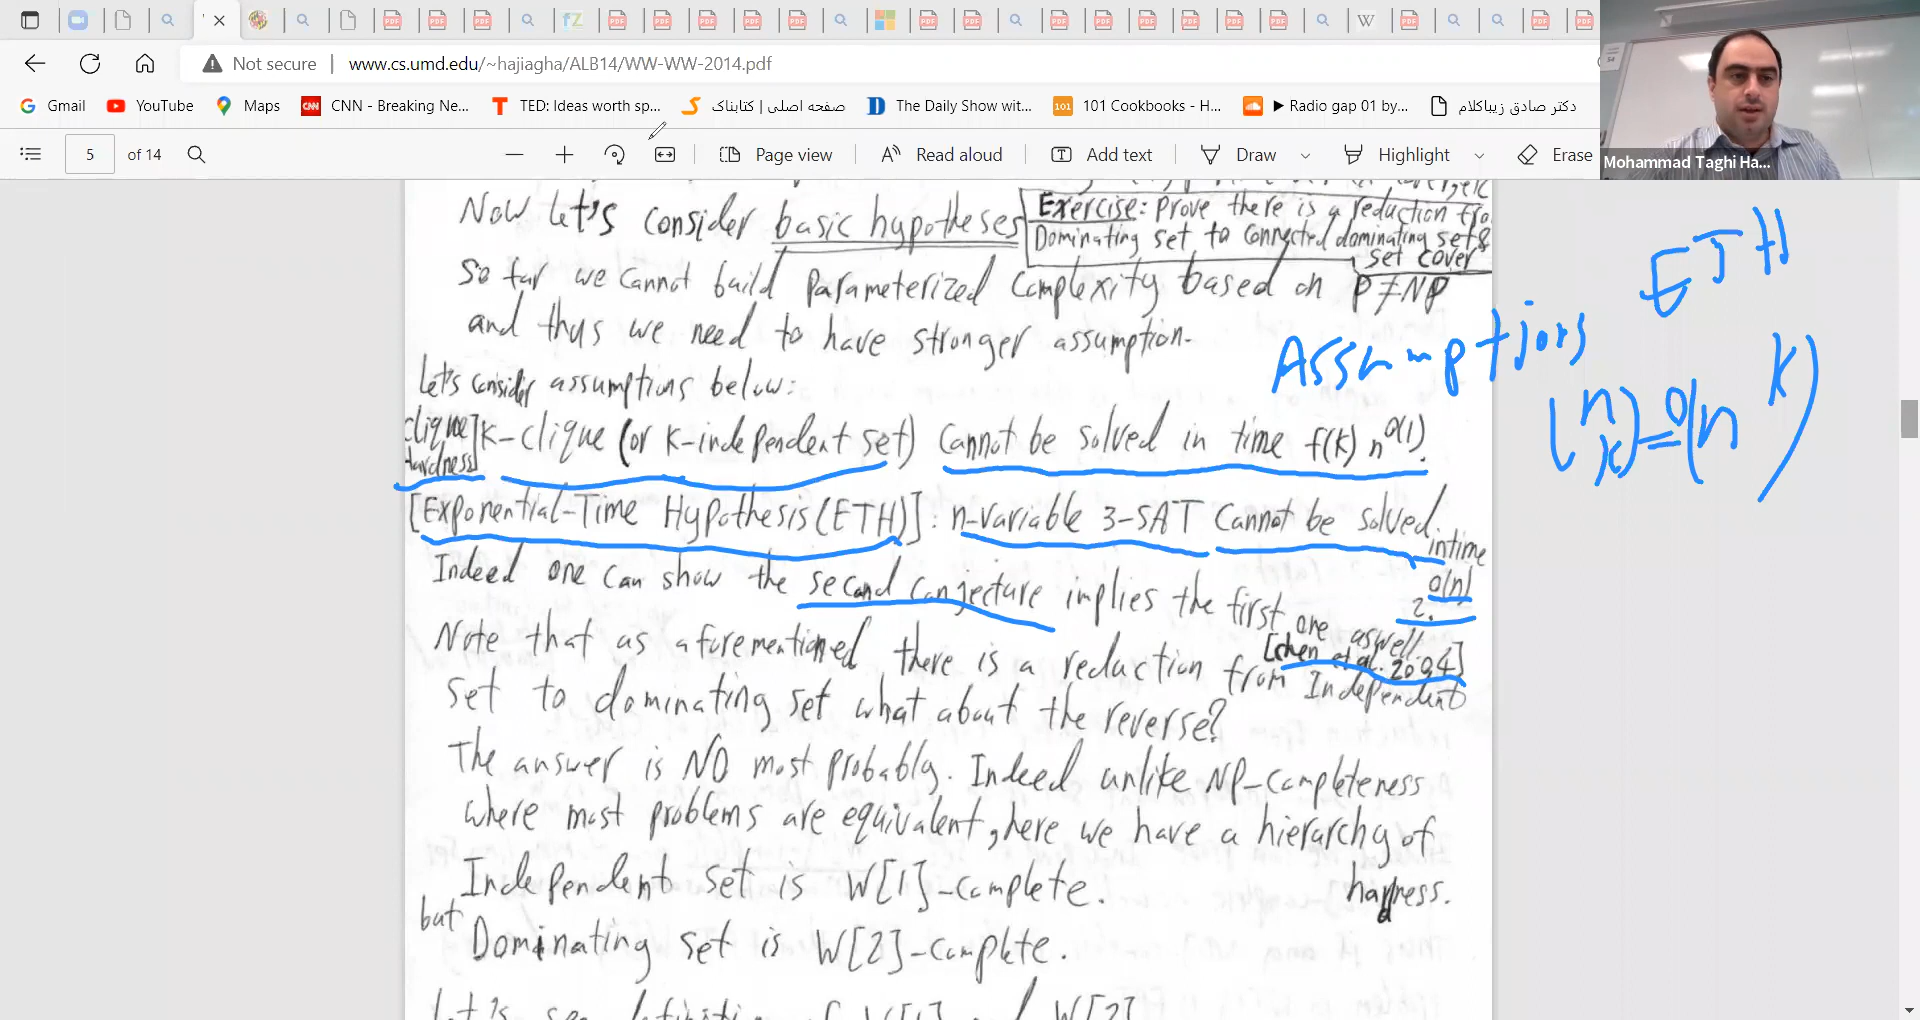 Not secure www.cs.umd.edu/~hajiagha/ALB14/WW-WW-2014.pdf
Gmail YouTube Maps CNN - Breaking Ne... TED: Ideas worth sp... صفحه اصلی | کتابناک The Daily Show wit... 101 Cookbooks - H... Radio gap 01 by... دکتر صادق زیباکلام
5 of 14 Page view Read aloud Add text Draw Highlight Erase
Mohammad Taghi Ha...
Now let's consider basic hypotheses
Exercise: Prove there is a reduction fro.
Dominating set to connected dominating set &
set cover
So far we cannot build parameterized complexity based on P≠NP
and thus we need to have stronger assumption.
Let's consider assumptions below:
[clique hardness] k-clique (or k-independent set) cannot be solved in time f(k) n^O(1).
[Exponential-Time Hypothesis (ETH)]: n-variable 3-SAT cannot be solved in time 2^o(n).
Indeed one can show the second conjecture implies the first one aswell.
[chen et al. 2004]
Note that as aforementioned there is a reduction from Independent
set to dominating set what about the reverse?
The answer is NO most probably. Indeed unlike NP-completeness
where most problems are equivalent, here we have a hierarchy of
hardness.
Independent set is W[1]-complete.
but Dominating set is W[2]-complete.
Let's see definition of W[1] and W[2]
ETH
Assumptions
(n k) = O(n^k)